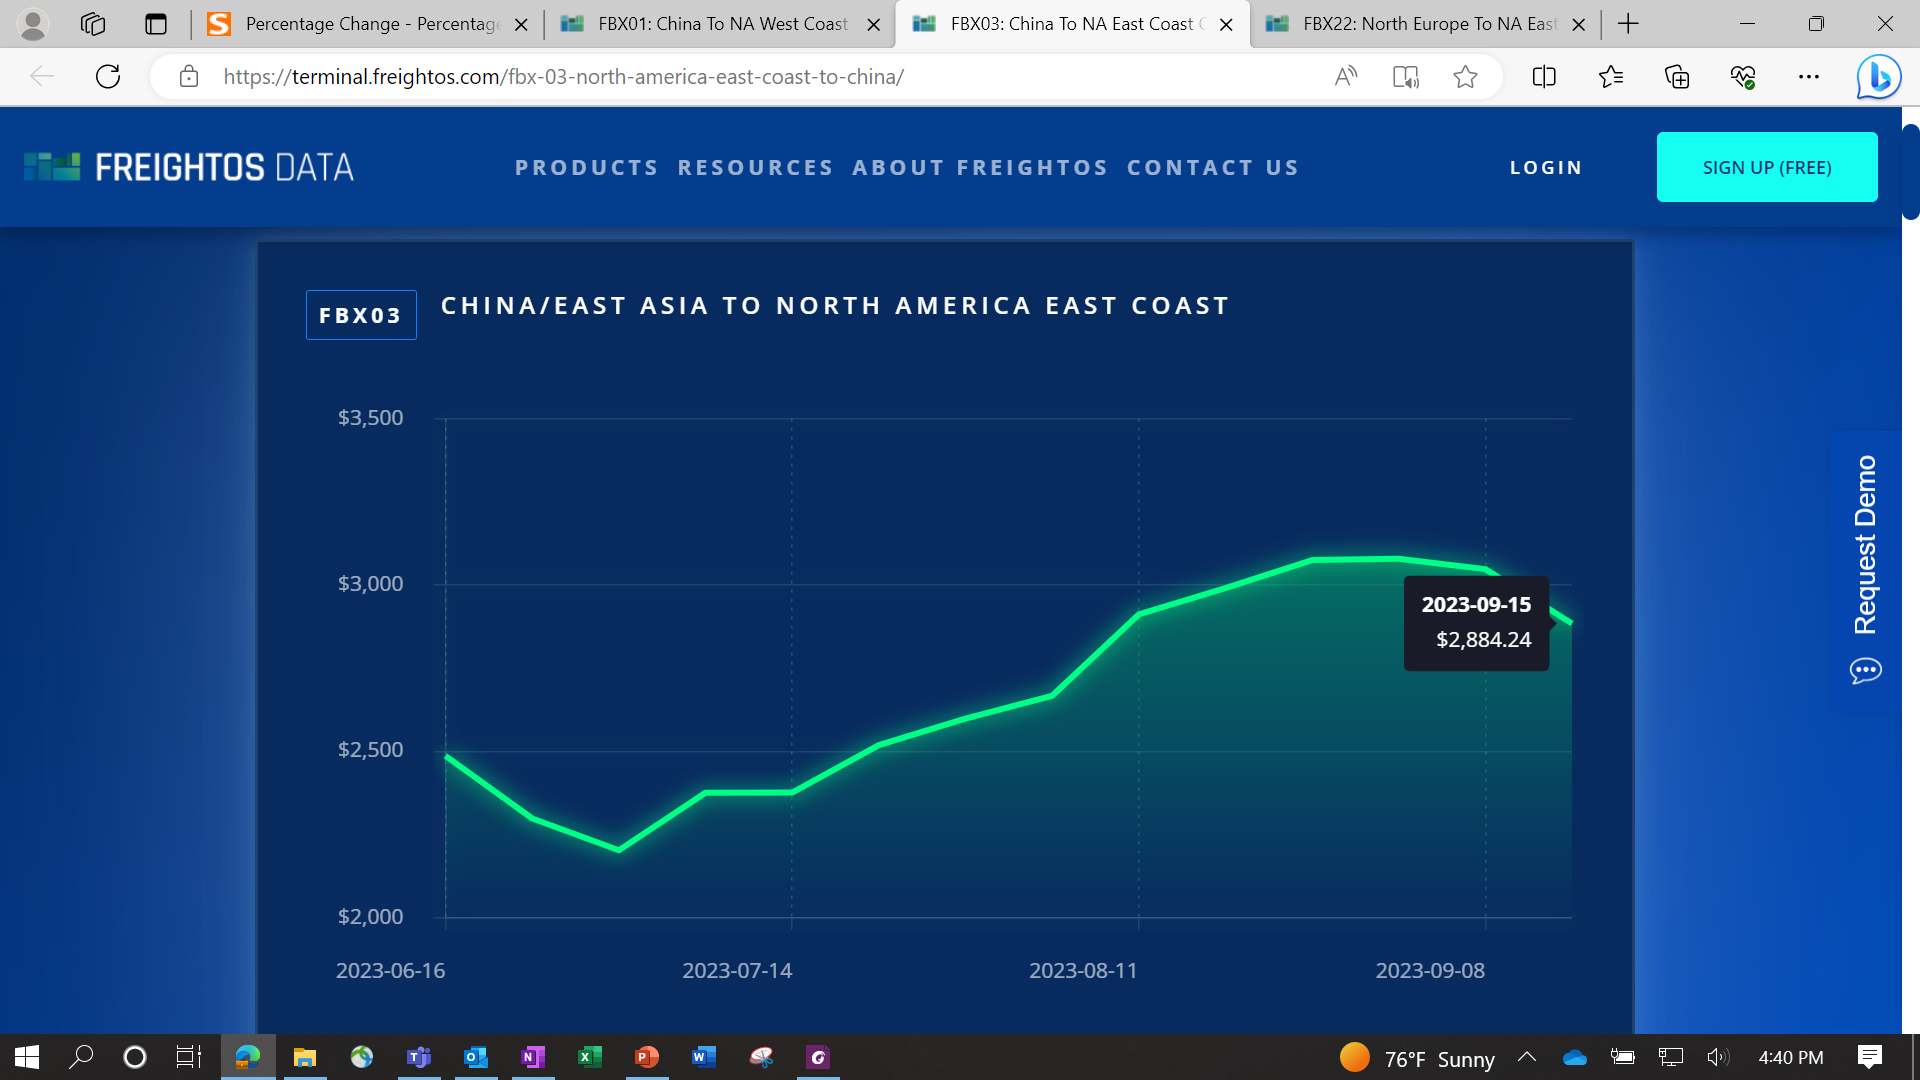 Percentage Change - Percentage
FBX01: China To NA West Coast
FBX03: China To NA East Coast
FBX22: North Europe To NA East
https://terminal.freightos.com/fbx-03-north-america-east-coast-to-china/
FREIGHTOS DATA
PRODUCTS RESOURCES ABOUT FREIGHTOS CONTACT US
LOGIN
SIGN UP (FREE)
FBX03
CHINA/EAST ASIA TO NORTH AMERICA EAST COAST
$3,500
$3,000
$2,500
$2,000
2023-09-15
$2,884.24
2023-06-16
2023-07-14
2023-08-11
2023-09-08
Request Demo
76°F Sunny
4:40 PM